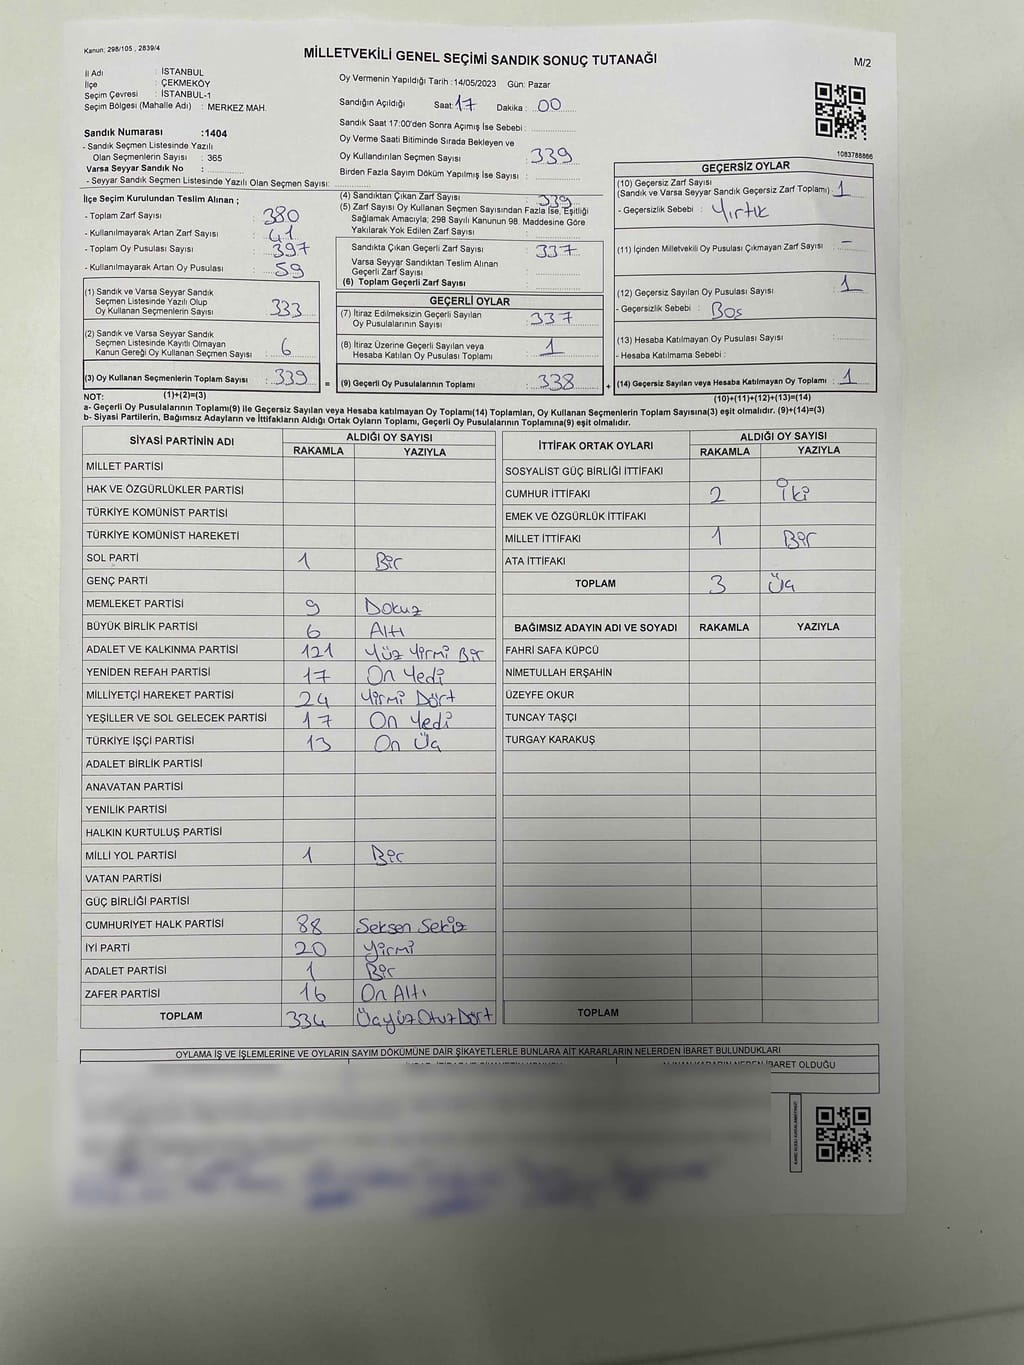 Kanun: 298/105 , 2839/4
MİLLETVEKİLİ GENEL SEÇİMİ SANDIK SONUÇ TUTANAĞI
M/2
İl Adı : İSTANBUL
İlçe : ÇEKMEKÖY
Seçim Çevresi : İSTANBUL-1
Seçim Bölgesi (Mahalle Adı) : MERKEZ MAH.
Sandık Numarası :1404
- Sandık Seçmen Listesinde Yazılı
Olan Seçmenlerin Sayısı : 365
Varsa Seyyar Sandık No :
- Seyyar Sandık Seçmen Listesinde Yazılı Olan Seçmen Sayısı:
Oy Vermenin Yapıldığı Tarih :14/05/2023 Gün: Pazar
Sandığın Açıldığı Saat: 17 Dakika : 00
Sandık Saat 17:00'den Sonra Açımış İse Sebebi :
Oy Verme Saati Bitiminde Sırada Bekleyen ve
Oy Kullandırılan Seçmen Sayısı : 339
Birden Fazla Sayım Döküm Yapılmış İse Sayısı :
1083788666
İlçe Seçim Kurulundan Teslim Alınan ;
- Toplam Zarf Sayısı : 380
- Kullanılmayarak Artan Zarf Sayısı : 41
- Toplam Oy Pusulası Sayısı : 397
- Kullanılmayarak Artan Oy Pusulası : 59
(1) Sandık ve Varsa Seyyar Sandık
Seçmen Listesinde Yazılı Olup
Oy Kullanan Seçmenlerin Sayısı : 333
(2) Sandık ve Varsa Seyyar Sandık
Seçmen Listesinde Kayıtlı Olmayan
Kanun Gereği Oy Kullanan Seçmen Sayısı : 6
(3) Oy Kullanan Seçmenlerin Toplam Sayısı : 339
(1)+(2)=(3)
(4) Sandıktan Çıkan Zarf Sayısı : 339
(5) Zarf Sayısı Oy Kullanan Seçmen Sayısından Fazla İse, Eşitliği
Sağlamak Amacıyla; 298 Sayılı Kanunun 98. Maddesine Göre
Yakılarak Yok Edilen Zarf Sayısı :
Sandıkta Çıkan Geçerli Zarf Sayısı : 337
Varsa Seyyar Sandıktan Teslim Alınan
Geçerli Zarf Sayısı :
(6) Toplam Geçerli Zarf Sayısı :
GEÇERLİ OYLAR
(7) İtiraz Edilmeksizin Geçerli Sayılan
Oy Pusulalarının Sayısı : 337
(8) İtiraz Üzerine Geçerli Sayılan veya
Hesaba Katılan Oy Pusulası Toplamı : 1
= (9) Geçerli Oy Pusulalarının Toplamı : 338
GEÇERSİZ OYLAR
(10) Geçersiz Zarf Sayısı
(Sandık ve Varsa Seyyar Sandık Geçersiz Zarf Toplamı) : 1
- Geçersizlik Sebebi : Yırtık
(11) İçinden Milletvekili Oy Pusulası Çıkmayan Zarf Sayısı : -
(12) Geçersiz Sayılan Oy Pusulası Sayısı : 1
- Geçersizlik Sebebi : Boş
(13) Hesaba Katılmayan Oy Pusulası Sayısı :
- Hesaba Katılmama Sebebi :
+ (14) Geçersiz Sayılan veya Hesaba Katılmayan Oy Toplamı : 1
(10)+(11)+(12)+(13)=(14)
NOT:
a- Geçerli Oy Pusulalarının Toplamı(9) ile Geçersiz Sayılan veya Hesaba katılmayan Oy Toplamı(14) Toplamları, Oy Kullanan Seçmenlerin Toplam Sayısına(3) eşit olmalıdır. (9)+(14)=(3)
b- Siyasi Partilerin, Bağımsız Adayların ve İttifakların Aldığı Ortak Oyların Toplamı, Geçerli Oy Pusulalarının Toplamına(9) eşit olmalıdır.
SİYASİ PARTİNİN ADI ALDIĞI OY SAYISI
RAKAMLA YAZIYLA
MİLLET PARTİSİ
HAK VE ÖZGÜRLÜKLER PARTİSİ
TÜRKİYE KOMÜNİST PARTİSİ
TÜRKİYE KOMÜNİST HAREKETİ
SOL PARTİ 1 Bir
GENÇ PARTİ
MEMLEKET PARTİSİ 9 Dokuz
BÜYÜK BİRLİK PARTİSİ 6 Altı
ADALET VE KALKINMA PARTİSİ 121 Yüz Yirmi Bir
YENİDEN REFAH PARTİSİ 17 On Yedi
MİLLİYETÇİ HAREKET PARTİSİ 24 Yirmi Dört
YEŞİLLER VE SOL GELECEK PARTİSİ 17 On Yedi
TÜRKİYE İŞÇİ PARTİSİ 13 On Üç
ADALET BİRLİK PARTİSİ
ANAVATAN PARTİSİ
YENİLİK PARTİSİ
HALKIN KURTULUŞ PARTİSİ
MİLLİ YOL PARTİSİ 1 Bir
VATAN PARTİSİ
GÜÇ BİRLİĞİ PARTİSİ
CUMHURİYET HALK PARTİSİ 88 Seksen Sekiz
İYİ PARTİ 20 Yirmi
ADALET PARTİSİ 1 Bir
ZAFER PARTİSİ 16 On Altı
TOPLAM 334 Üçyüz Otuz Dört
İTTİFAK ORTAK OYLARI ALDIĞI OY SAYISI
RAKAMLA YAZIYLA
SOSYALİST GÜÇ BİRLİĞİ İTTİFAKI
CUMHUR İTTİFAKI 2 İki
EMEK VE ÖZGÜRLÜK İTTİFAKI
MİLLET İTTİFAKI 1 Bir
ATA İTTİFAKI
TOPLAM 3 Üç
BAĞIMSIZ ADAYIN ADI VE SOYADI RAKAMLA YAZIYLA
FAHRİ SAFA KÜPCÜ
NİMETULLAH ERŞAHİN
ÜZEYFE OKUR
TUNCAY TAŞÇI
TURGAY KARAKUŞ
TOPLAM
OYLAMA İŞ VE İŞLEMLERİNE VE OYLARIN SAYIM DÖKÜMÜNE DAİR ŞİKAYETLERLE BUNLARA AİT KARARLARIN NELERDEN İBARET BULUNDUKLARI
İBARET OLDUĞU